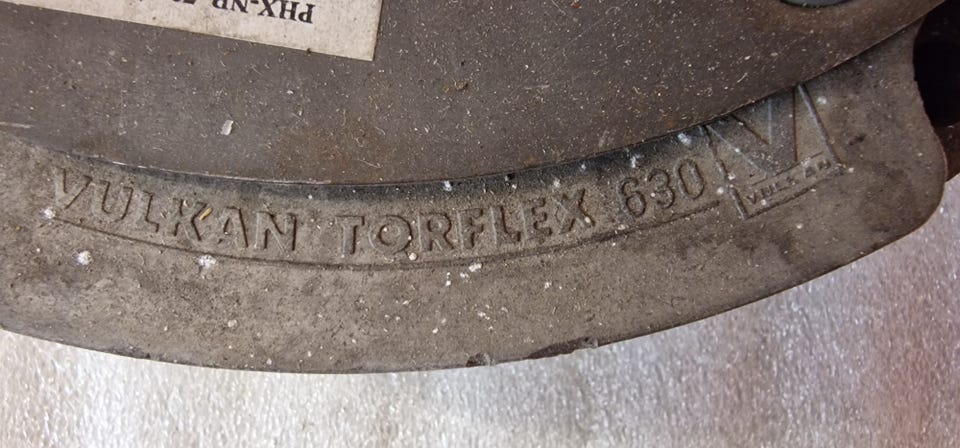 PHX-NR
VULKAN TORFLEX 630
VULKAN